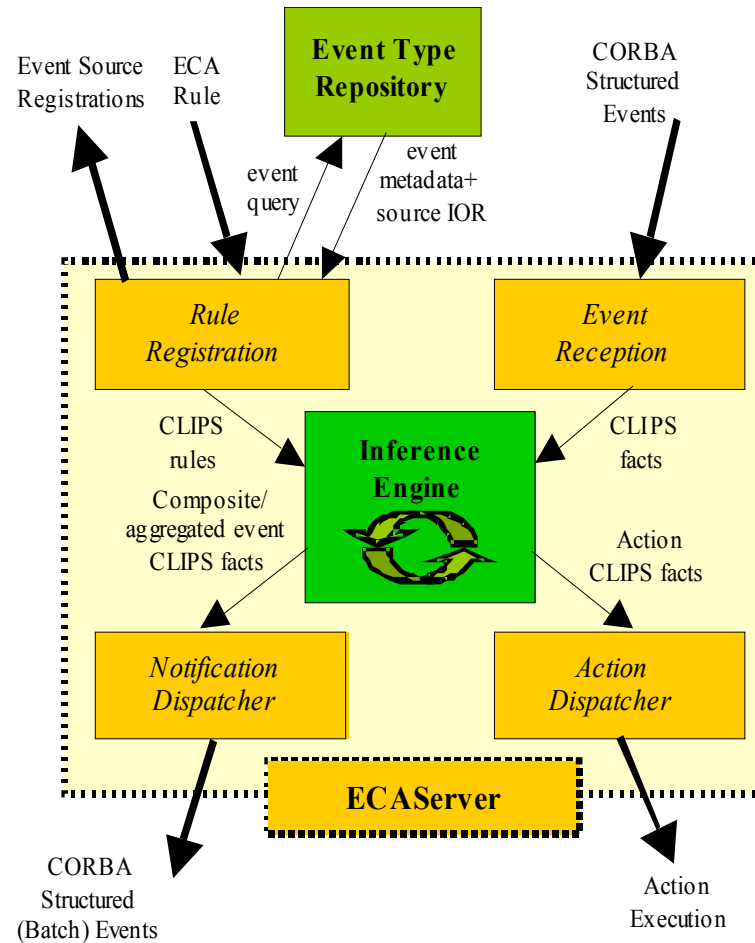 Event Source
Registrations
ECA
Rule
Event Type
Repository
CORBA
Structured
Events
event
query
event
metadata+
source IOR
Rule
Registration
Event
Reception
CLIPS
rules
Inference
Engine
CLIPS
facts
Composite/
aggregated event
CLIPS facts
Action
CLIPS facts
Notification
Dispatcher
Action
Dispatcher
ECAServer
CORBA
Structured
(Batch) Events
Action
Execution